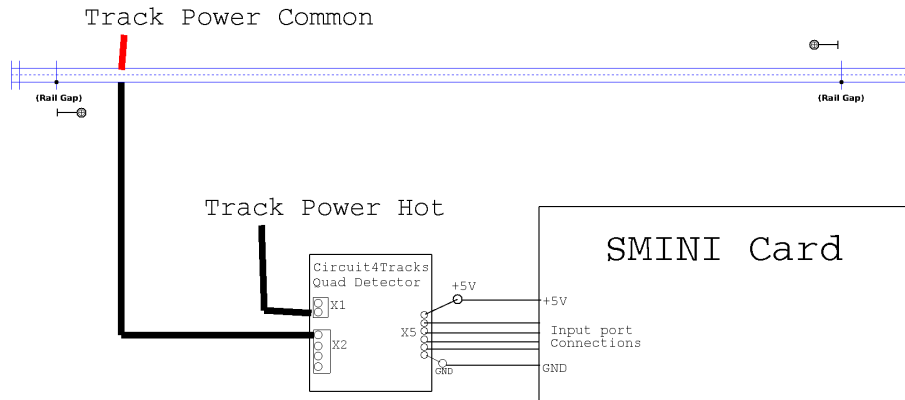 Track Power Common
(Rail Gap)
(Rail Gap)
Track Power Hot
SMINI Card
Circuit4Tracks
Quad Detector
X1
X2
X5
+5V
+5V
Input port
Connections
GND
GND